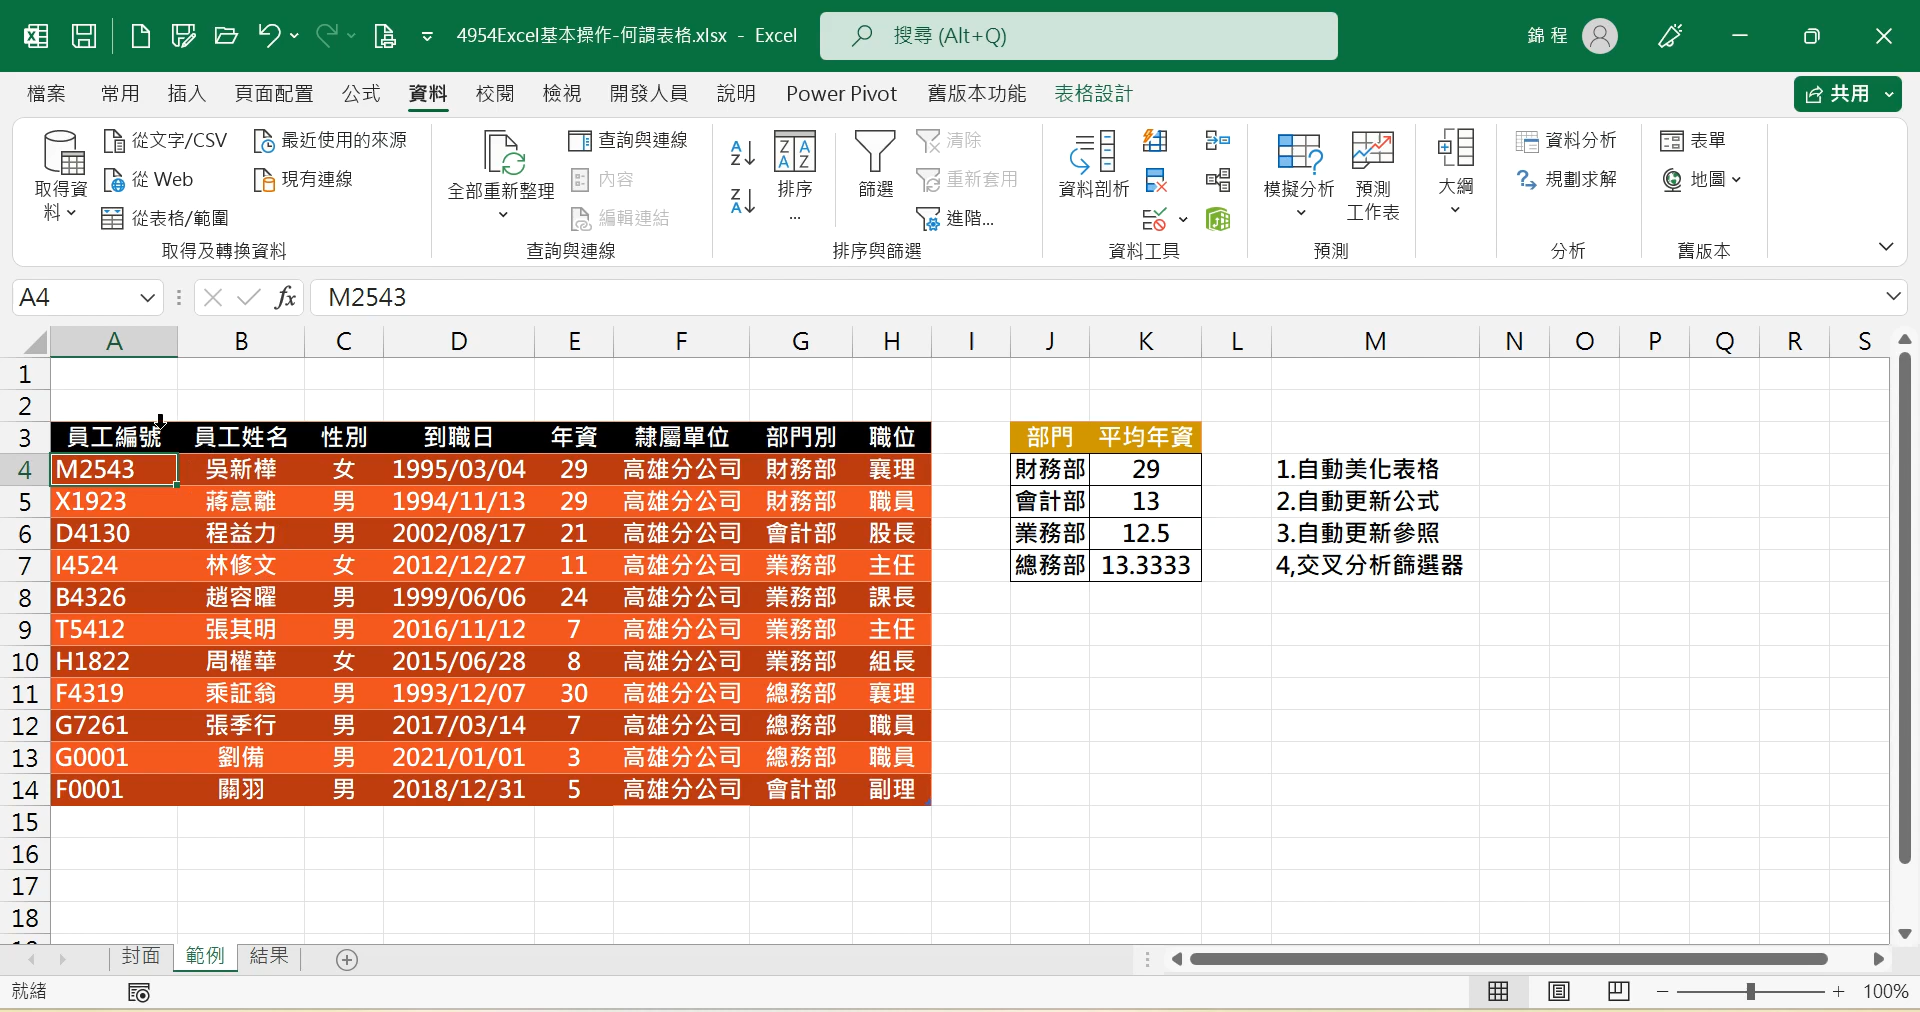 4954Excel基本操作-何謂表格.xlsx - Excel
搜尋 (Alt+Q)
錦 程
檔案 常用 插入 頁面配置 公式 資料 校閱 檢視 開發人員 說明 Power Pivot 舊版本功能 表格設計
共用
取得資料
從文字/CSV
從 Web
從表格/範圍
最近使用的來源
現有連線
取得及轉換資料
全部重新整理
查詢與連線
內容
編輯連結
查詢與連線
排序...
篩選
清除
重新套用
進階...
排序與篩選
資料剖析
資料工具
模擬分析
預測工作表
預測
大綱
資料分析
規劃求解
分析
表單
地圖
舊版本
A4
fx
M2543
A B C D E F G H I J K L M N O P Q R S
1
2
3 員工編號 員工姓名 性別 到職日 年資 隸屬單位 部門別 職位 部門 平均年資
4 M2543 吳新樺 女 1995/03/04 29 高雄分公司 財務部 襄理 財務部 29 1.自動美化表格
5 X1923 蔣意離 男 1994/11/13 29 高雄分公司 財務部 職員 會計部 13 2.自動更新公式
6 D4130 程益力 男 2002/08/17 21 高雄分公司 會計部 股長 業務部 12.5 3.自動更新參照
7 I4524 林修文 女 2012/12/27 11 高雄分公司 業務部 主任 總務部 13.3333 4,交叉分析篩選器
8 B4326 趙容曜 男 1999/06/06 24 高雄分公司 業務部 課長
9 T5412 張其明 男 2016/11/12 7 高雄分公司 業務部 主任
10 H1822 周權華 女 2015/06/28 8 高雄分公司 業務部 組長
11 F4319 乘証翁 男 1993/12/07 30 高雄分公司 總務部 襄理
12 G7261 張季行 男 2017/03/14 7 高雄分公司 總務部 職員
13 G0001 劉備 男 2021/01/01 3 高雄分公司 總務部 職員
14 F0001 關羽 男 2018/12/31 5 高雄分公司 會計部 副理
15
16
17
18
封面 範例 結果
就緒
100%